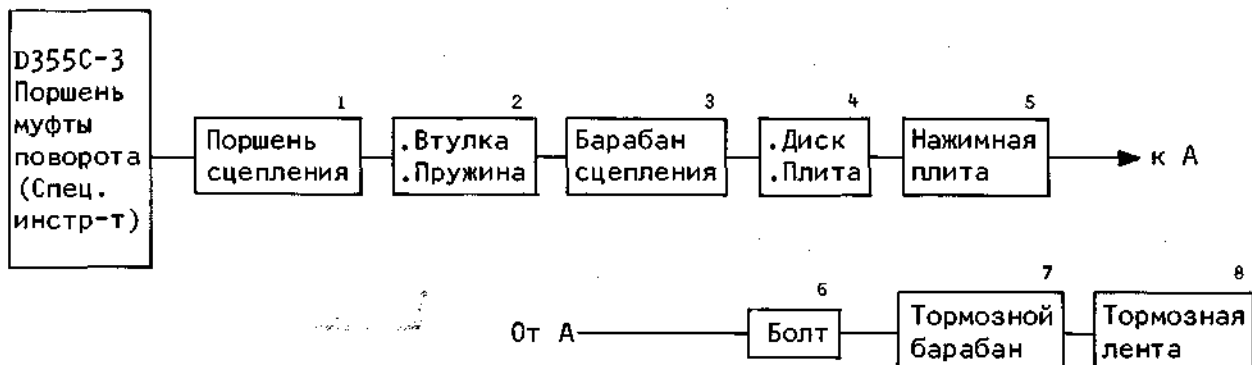 D355C-3
Поршень
муфты
поворота
(Спец.
инстр-т)
1
Поршень
сцепления
2
.Втулка
.Пружина
3
Барабан
сцепления
4
.Диск
.Плита
5
Нажимная
плита
к А
От А
6
Болт
7
Тормозной
барабан
8
Тормозная
лента